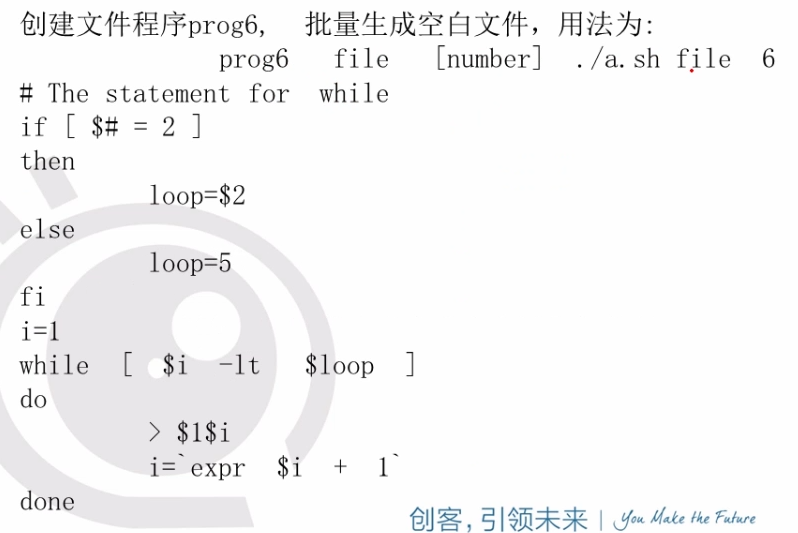 创建文件程序prog6, 批量生成空白文件，用法为:
prog6 file [number] ./a.sh file 6
# The statement for while
if [ $# = 2 ]
then
loop=$2
else
loop=5
fi
i=1
while [ $i -lt $loop ]
do
> $1$i
i=`expr $i + 1`
done
创客,引领未来 | You Make the Future